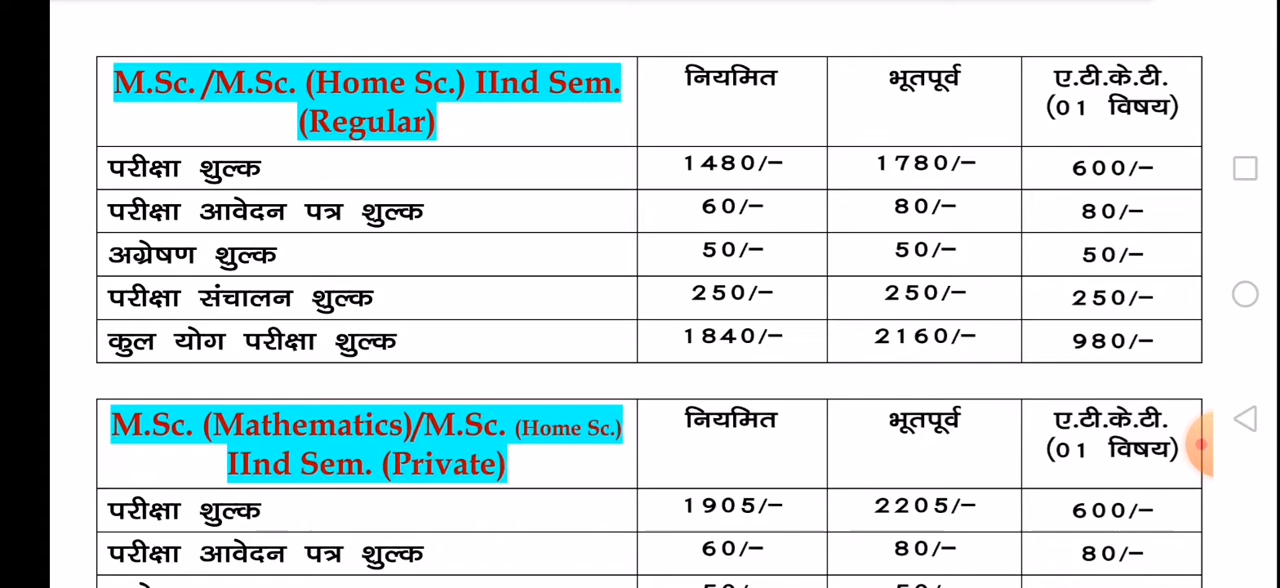 M.Sc. /M.Sc. (Home Sc.) IInd Sem. (Regular) नियमित भूतपूर्व ए.टी.के.टी. (01 विषय)
परीक्षा शुल्क 1480/- 1780/- 600/-
परीक्षा आवेदन पत्र शुल्क 60/- 80/- 80/-
अग्रेषण शुल्क 50/- 50/- 50/-
परीक्षा संचालन शुल्क 250/- 250/- 250/-
कुल योग परीक्षा शुल्क 1840/- 2160/- 980/-
M.Sc. (Mathematics)/M.Sc. (Home Sc.) IInd Sem. (Private) नियमित भूतपूर्व ए.टी.के.टी. (01 विषय)
परीक्षा शुल्क 1905/- 2205/- 600/-
परीक्षा आवेदन पत्र शुल्क 60/- 80/- 80/-